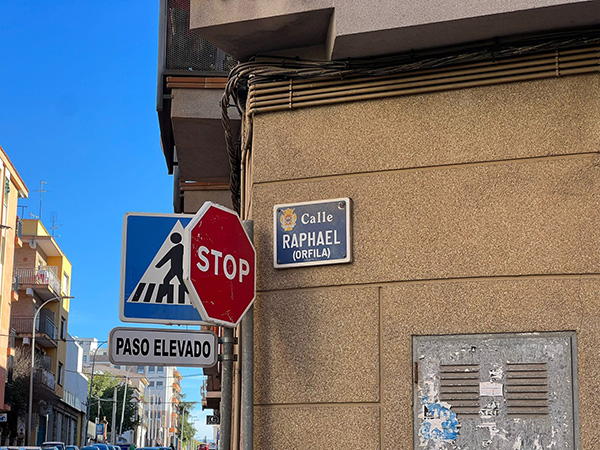 Calle
RAPHAEL
(ORFILA)
STOP
PASO ELEVADO